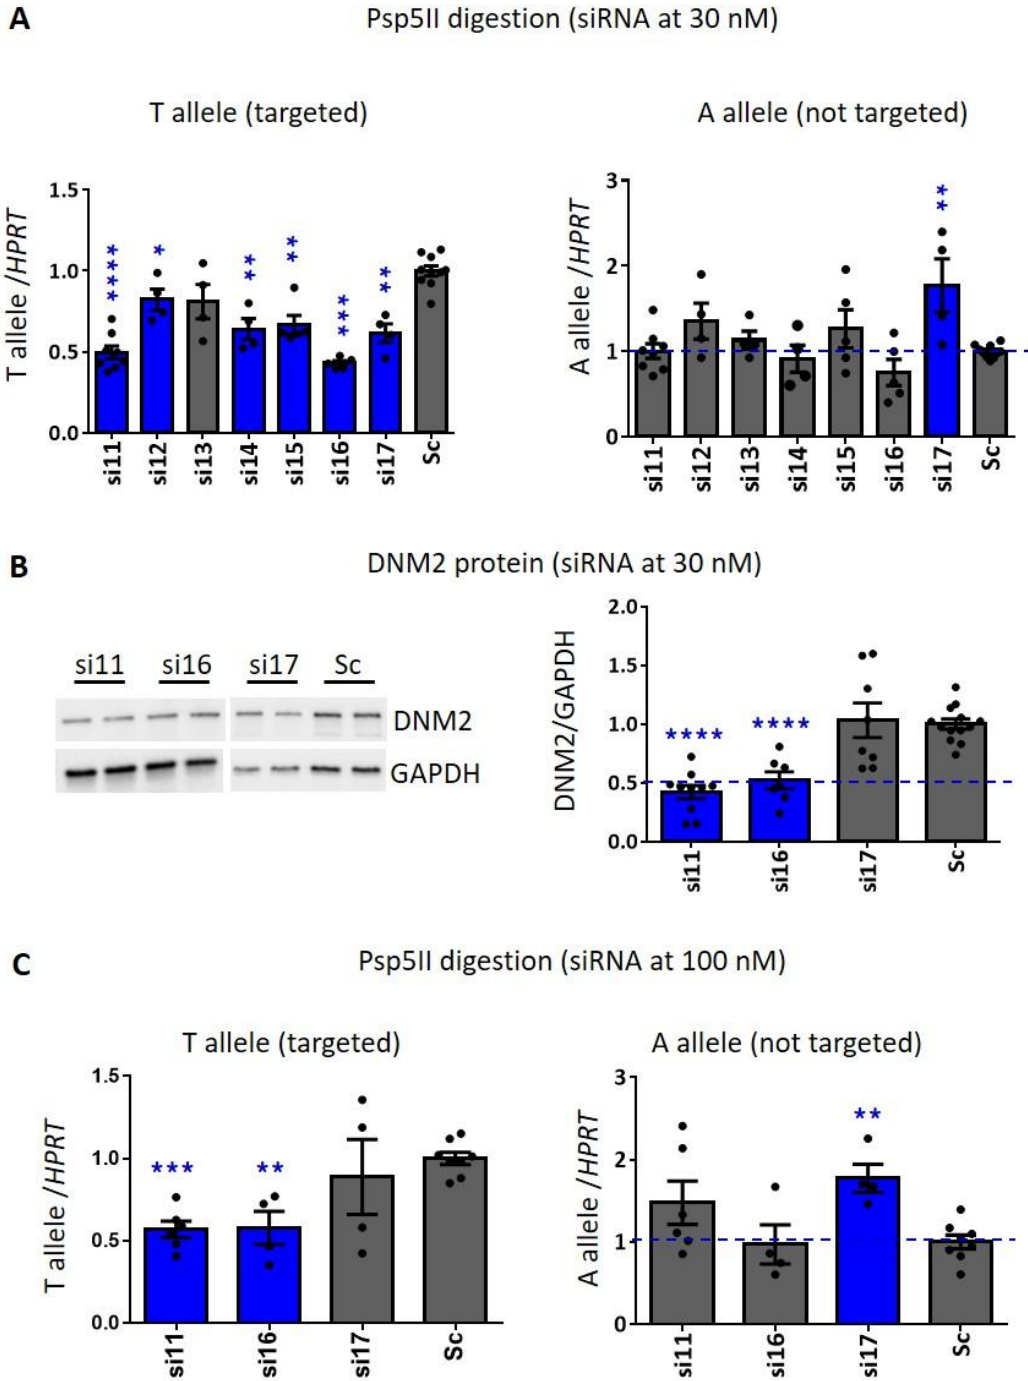 A
Psp5II digestion (siRNA at 30 nM)
T allele (targeted)
A allele (not targeted)
T allele /HPRT
1.5
1.0
0.5
0.0
****
*
**
**
***
**
si11
si12
si13
si14
si15
si16
si17
Sc
A allele /HPRT
3
2
1
0
**
si11
si12
si13
si14
si15
si16
si17
Sc
B
DNM2 protein (siRNA at 30 nM)
si11 si16 si17 Sc
DNM2
GAPDH
DNM2/GAPDH
2.0
1.5
1.0
0.5
0.0
****
****
si11
si16
si17
Sc
C
Psp5II digestion (siRNA at 100 nM)
T allele (targeted)
A allele (not targeted)
T allele /HPRT
1.5
1.0
0.5
0.0
***
**
si11
si16
si17
Sc
A allele /HPRT
3
2
1
0
**
si11
si16
si17
Sc